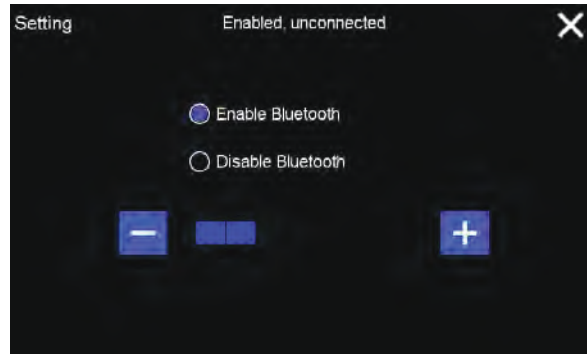 Setting
Enabled, unconnected
Enable Bluetooth
Disable Bluetooth